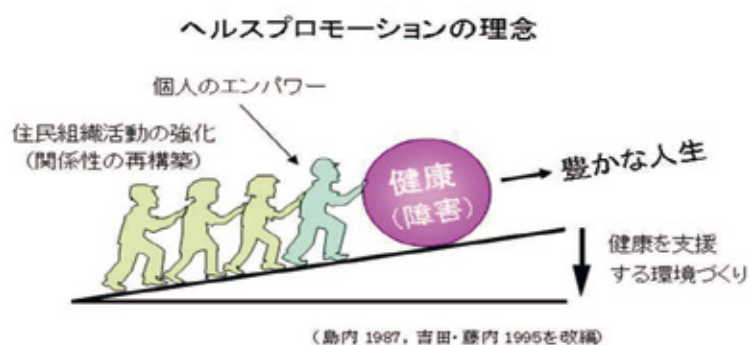 ヘルスプロモーションの理念
個人のエンパワー
住民組織活動の強化
(関係性の再構築)
健康
(障害)
豊かな人生
健康を支援
する環境づくり
(島内 1987, 吉田・藤内 1995を改編)